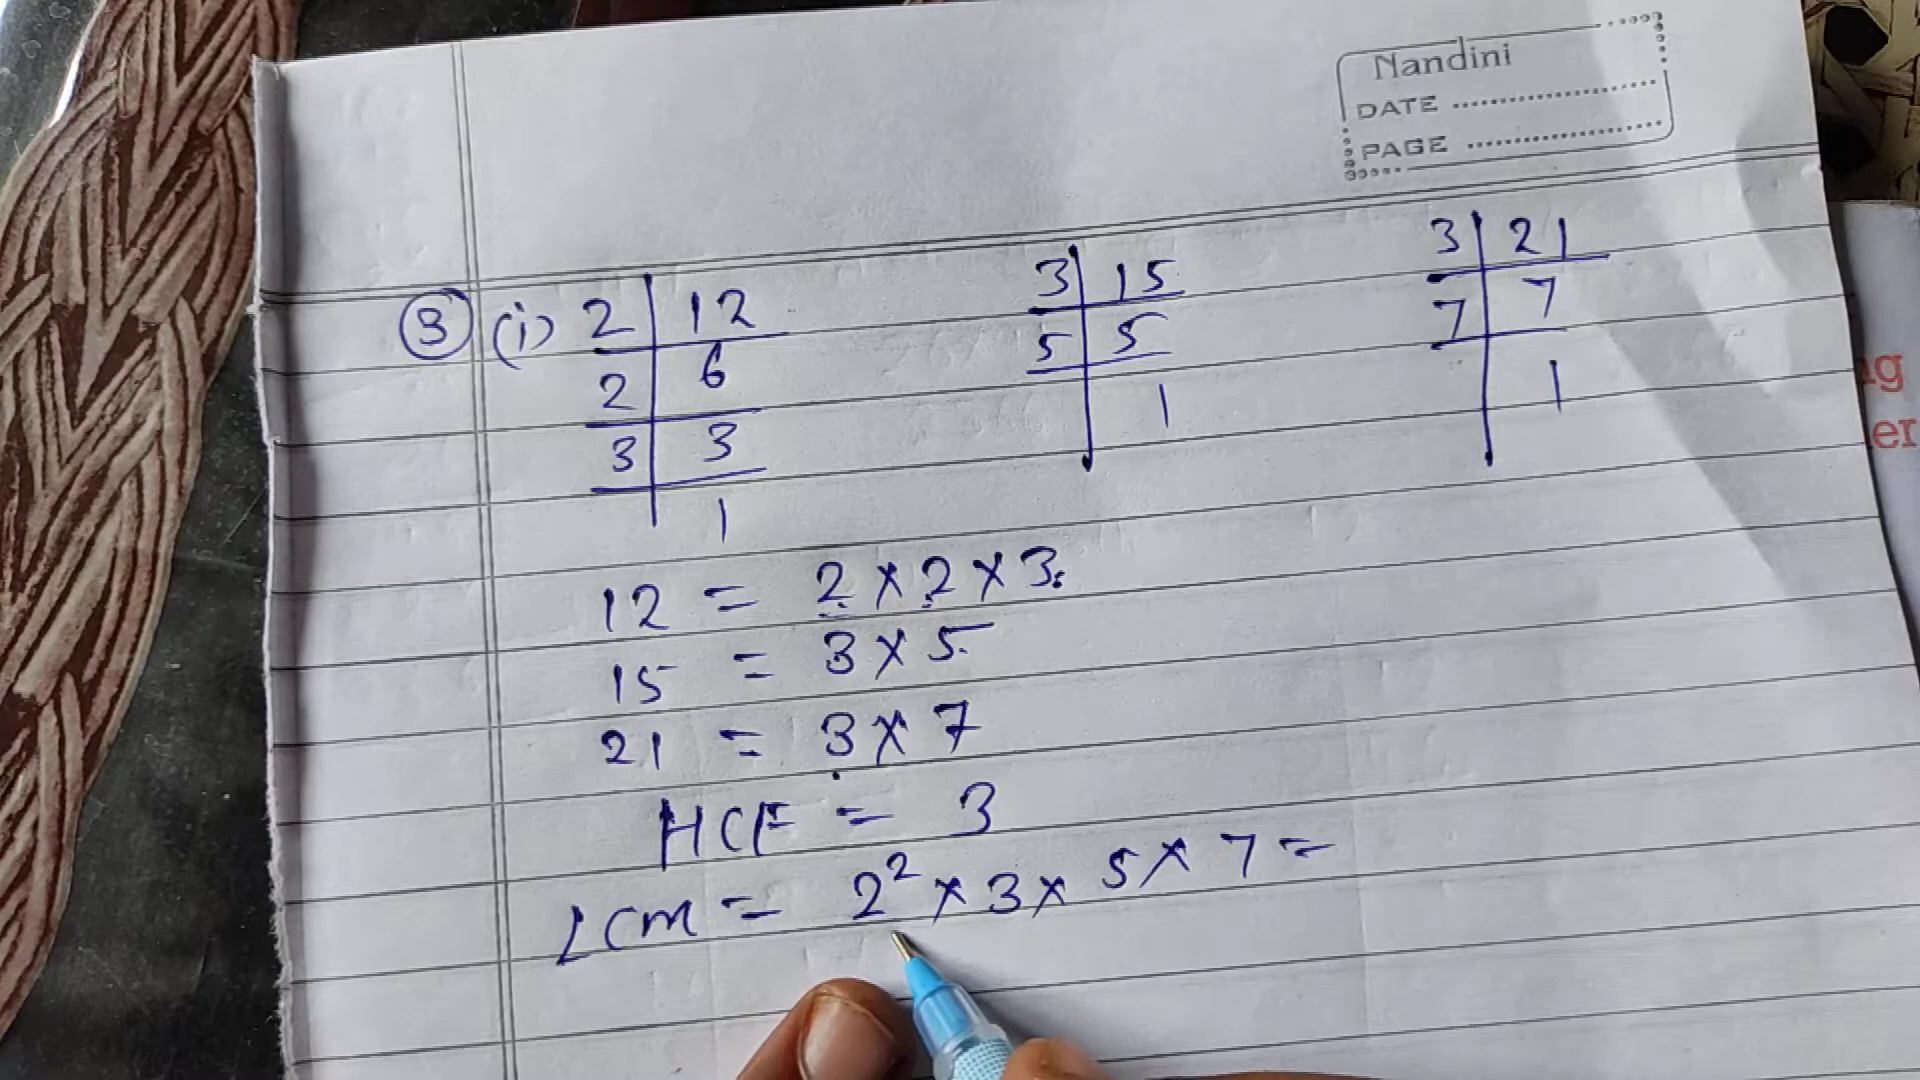 Nandini
DATE
PAGE
3 (i) 2 | 12
2 | 6
3 | 3
1
3 | 15
5 | 5
1
3 | 21
7 | 7
1
12 = 2 × 2 × 3
15 = 3 × 5
21 = 3 × 7
HCF = 3
LCM = 2² × 3 × 5 × 7 =
ng
er